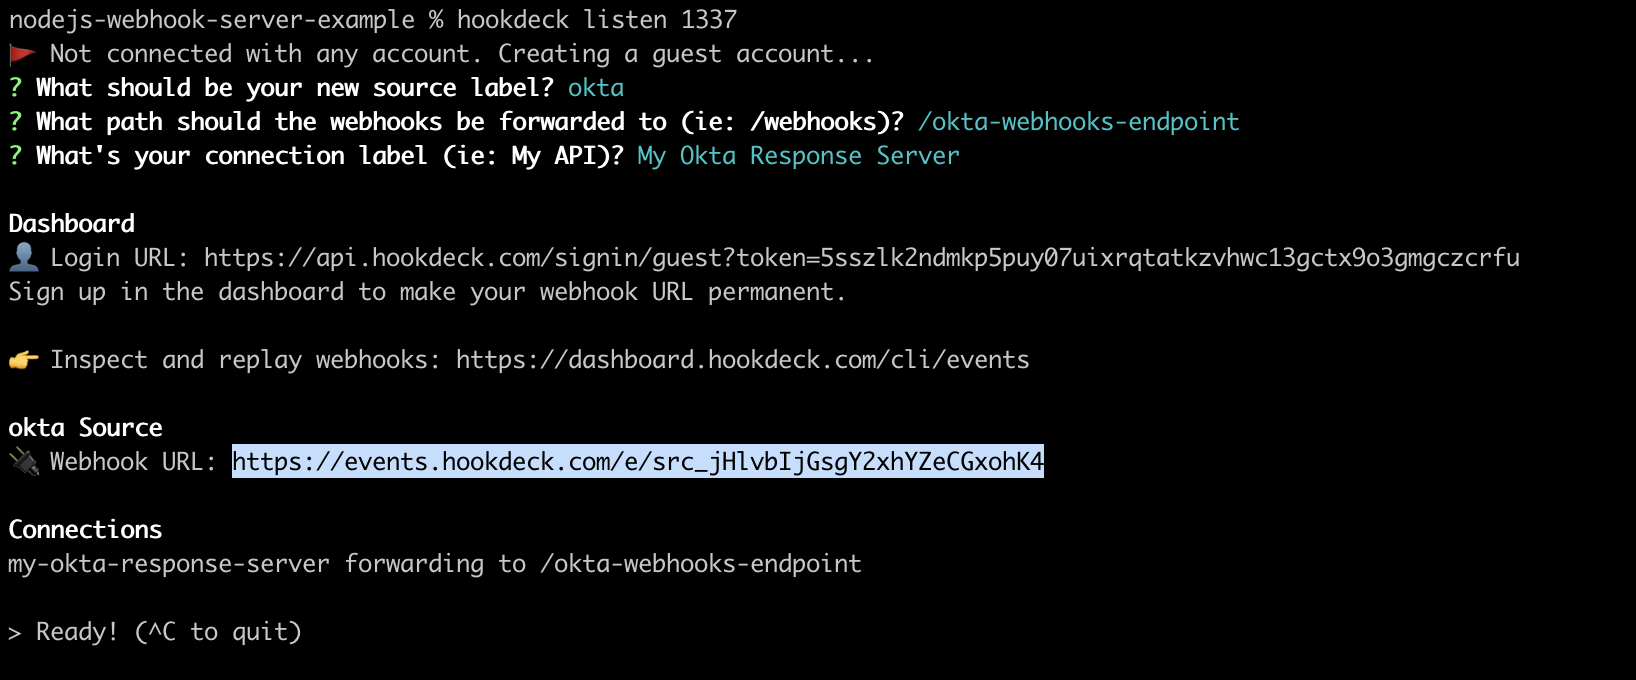 nodejs-webhook-server-example % hookdeck listen 1337
🚩 Not connected with any account. Creating a guest account...
? What should be your new source label? okta
? What path should the webhooks be forwarded to (ie: /webhooks)? /okta-webhooks-endpoint
? What's your connection label (ie: My API)? My Okta Response Server
Dashboard
👤 Login URL: https://api.hookdeck.com/signin/guest?token=5sszlk2ndmkp5puy07uixrqtatkzvhwc13gctx9o3gmgczcrfu
Sign up in the dashboard to make your webhook URL permanent.
👉 Inspect and replay webhooks: https://dashboard.hookdeck.com/cli/events
okta Source
🔌 Webhook URL: https://events.hookdeck.com/e/src_jHlvbIjGsgY2xhYZeCGxohK4
Connections
my-okta-response-server forwarding to /okta-webhooks-endpoint
> Ready! (^C to quit)